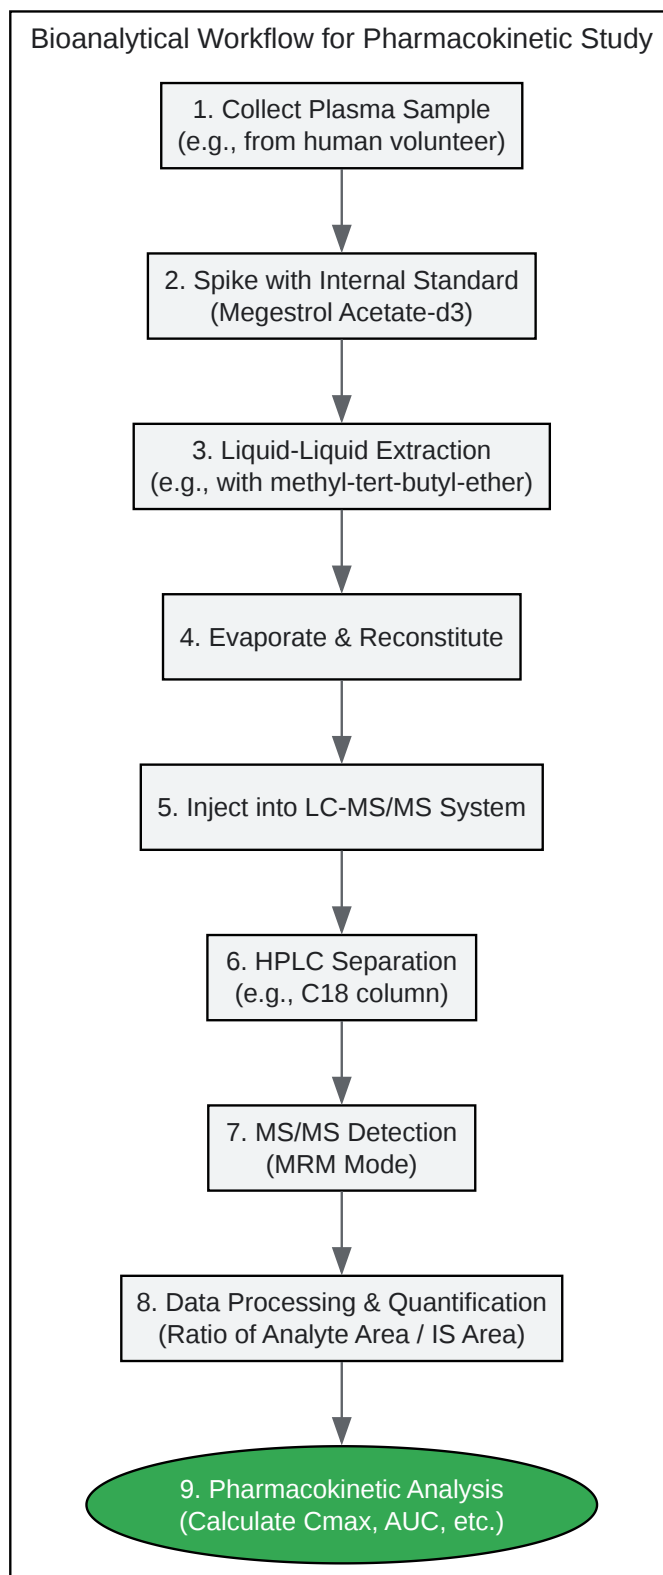 Bioanalytical Workflow for Pharmacokinetic Study
1. Collect Plasma Sample
(e.g., from human volunteer)
2. Spike with Internal Standard
(Megestrol Acetate-d3)
3. Liquid-Liquid Extraction
(e.g., with methyl-tert-butyl-ether)
4. Evaporate & Reconstitute
5. Inject into LC-MS/MS System
6. HPLC Separation
(e.g., C18 column)
7. MS/MS Detection
(MRM Mode)
8. Data Processing & Quantification
(Ratio of Analyte Area / IS Area)
9. Pharmacokinetic Analysis
(Calculate Cmax, AUC, etc.)